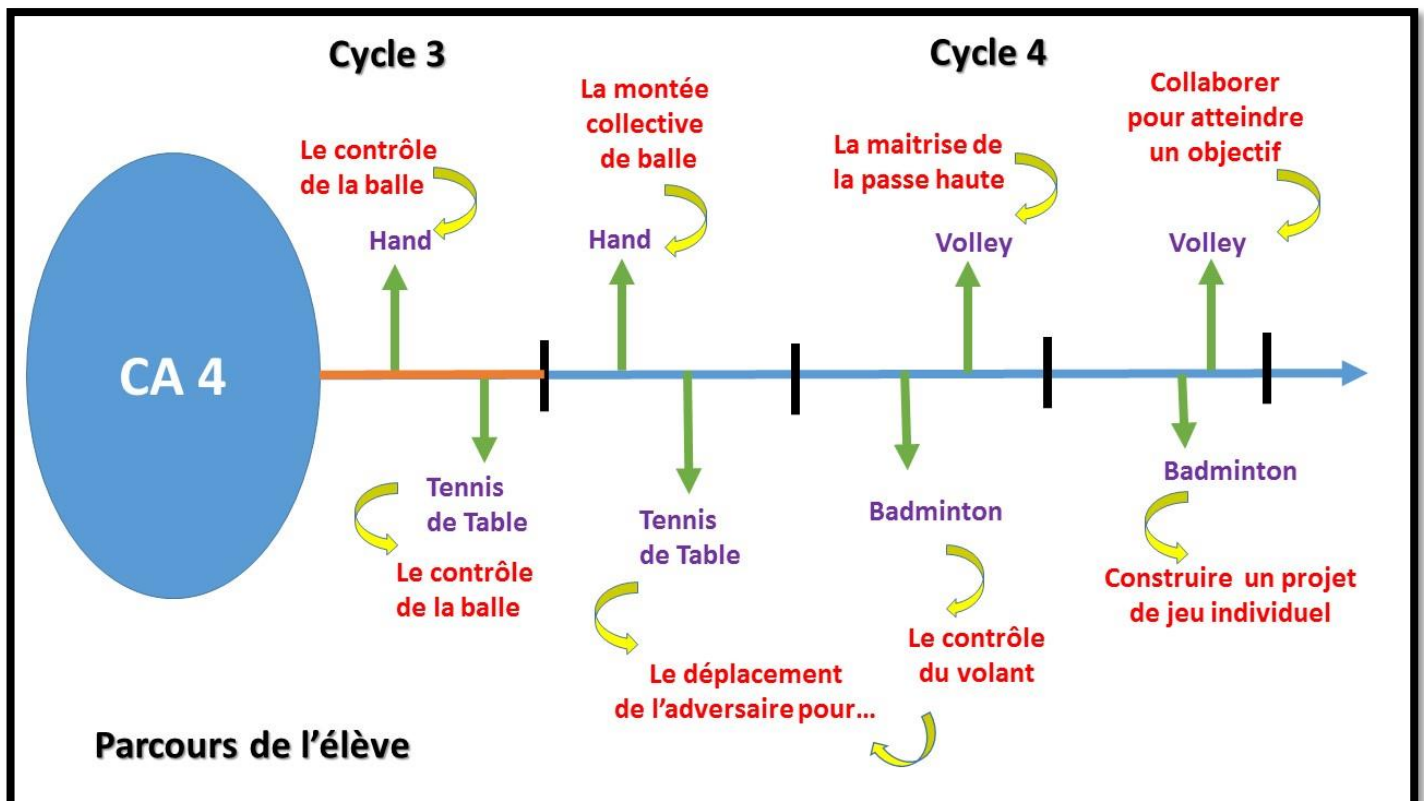 Cycle 3
Cycle 4
La montée
collective
de balle
Collaborer
pour atteindre
un objectif
Le contrôle
de la balle
La maitrise de
la passe haute
Hand
Hand
Volley
Volley
CA 4
Tennis
de Table
Tennis
de Table
Badminton
Badminton
Le contrôle
de la balle
Construire un projet
de jeu individuel
Le contrôle
du volant
Le déplacement
de l'adversaire pour...
Parcours de l'élève